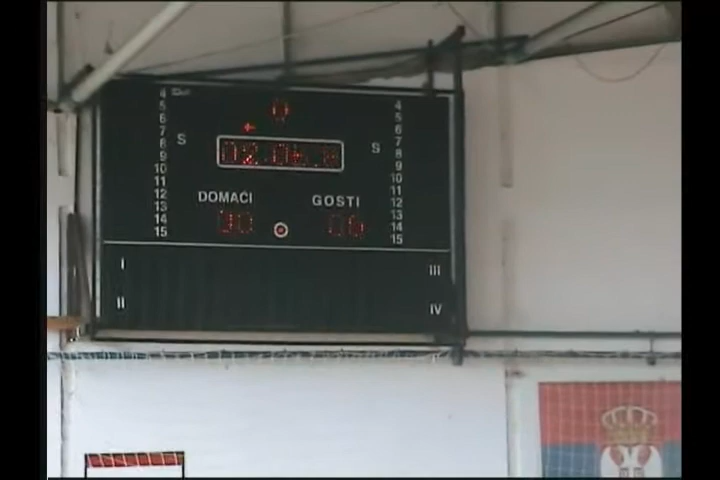 4 4
5 5
6 6
7 7
S 8 S 8
9 9
10 10
11 11
12 DOMAĆI GOSTI 12
13 13
14 14
15 15
I III
II IV